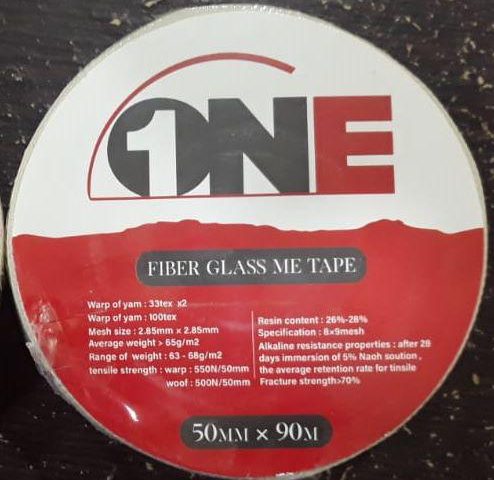 1ONE
FIBER GLASS ME TAPE
Warp of yam : 33tex x2
Warp of yam : 100tex
Mesh size : 2.85mm x 2.85mm
Average weight > 65g/m2
Range of weight : 63 - 68g/m2
tensile strength : warp : 550N/50mm
woof : 500N/50mm
Resin content : 26%-28%
Specification : 8×9mesh
Alkaline resistance properties : after 28
days immersion of 5% Naoh soution ,
the average retention rate for tinsile
Fracture strength>70%
50MM × 90M